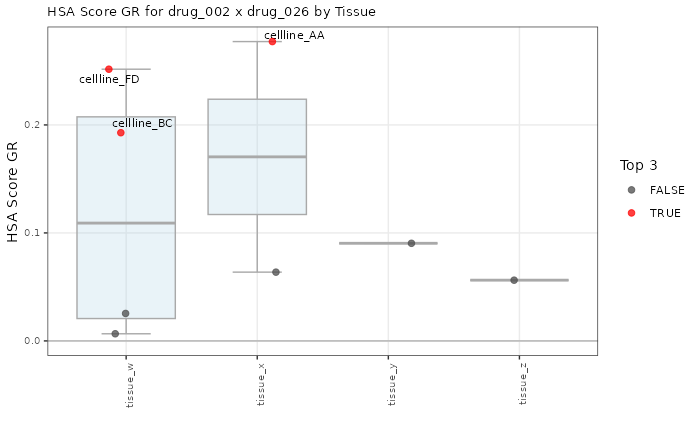 HSA Score GR for drug_002 x drug_026 by Tissue
cellline_AA
cellline_FD
cellline_BC
HSA Score GR
0.2
0.1
0.0
tissue_w
tissue_x
tissue_y
tissue_z
Top 3
FALSE
TRUE